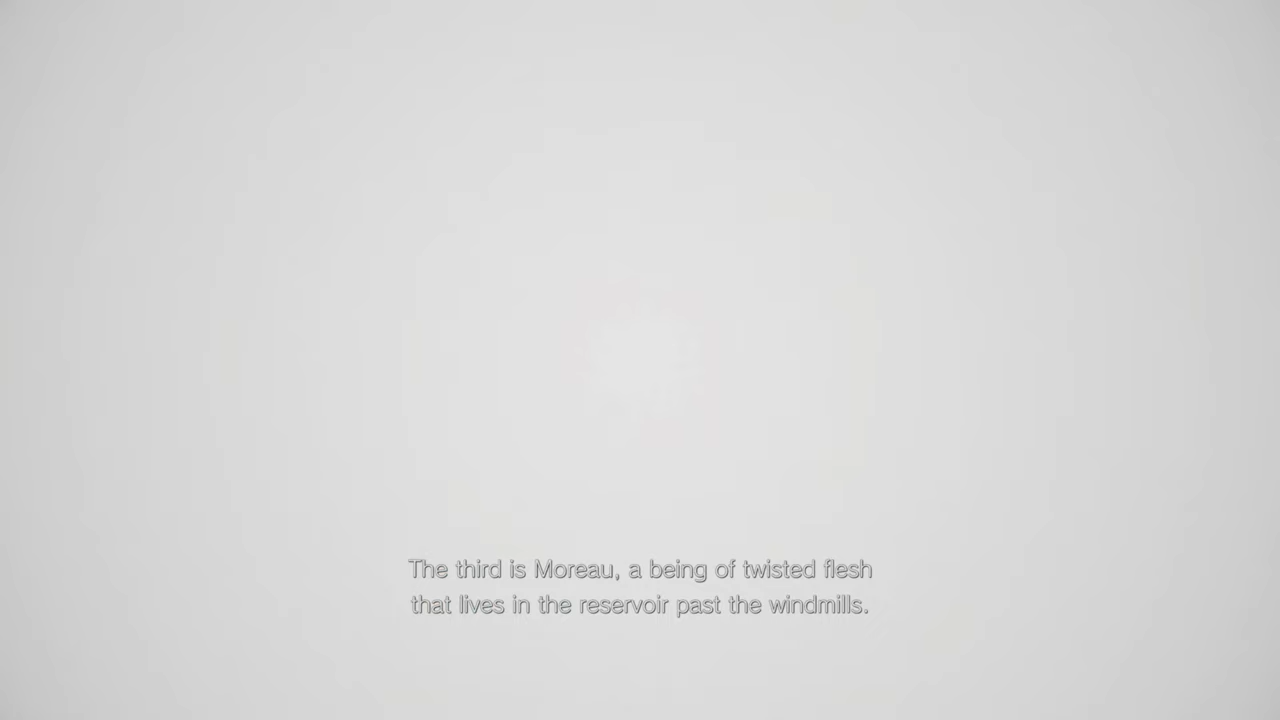 The third is Moreau, a being of twisted flesh
that lives in the reservoir past the windmills.